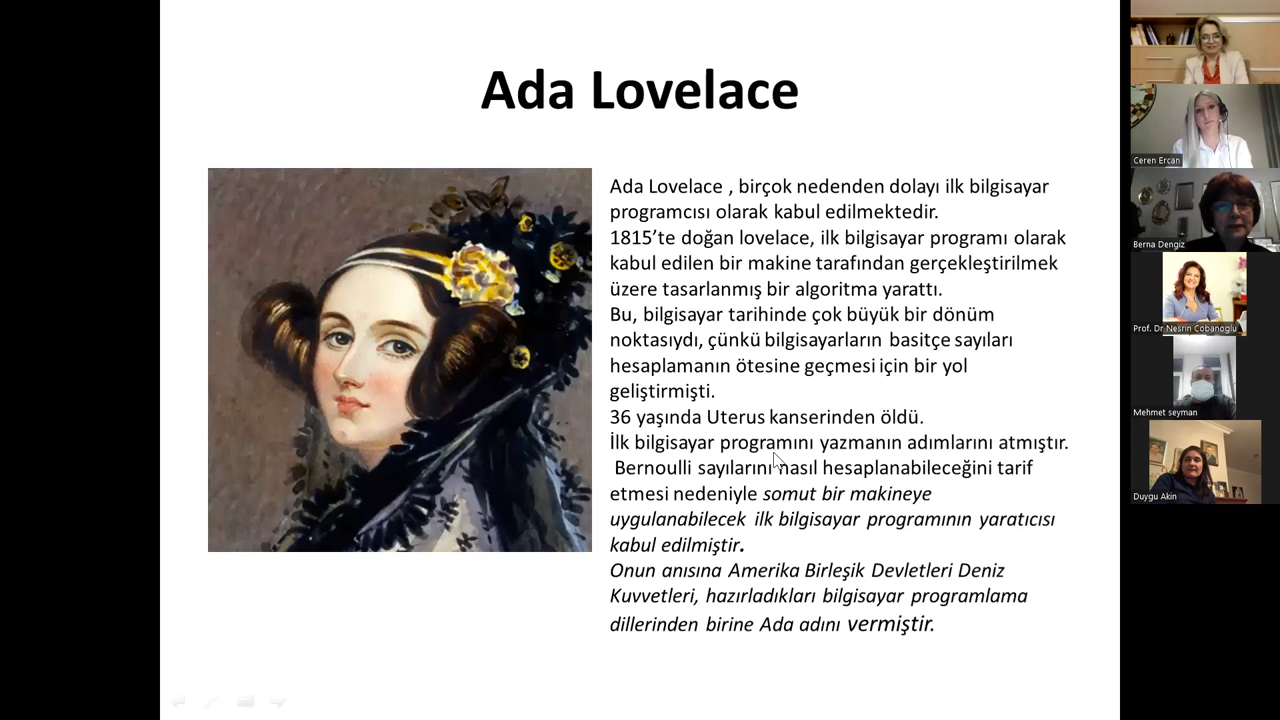 Ada Lovelace
Ada Lovelace , birçok nedenden dolayı ilk bilgisayar
programcısı olarak kabul edilmektedir.
1815’te doğan lovelace, ilk bilgisayar programı olarak
kabul edilen bir makine tarafından gerçekleştirilmek
üzere tasarlanmış bir algoritma yarattı.
Bu, bilgisayar tarihinde çok büyük bir dönüm
noktasıydı, çünkü bilgisayarların basitçe sayıları
hesaplamanın ötesine geçmesi için bir yol
geliştirmişti.
36 yaşında Uterus kanserinden öldü.
İlk bilgisayar programını yazmanın adımlarını atmıştır.
Bernoulli sayılarını nasıl hesaplanabileceğini tarif
etmesi nedeniyle somut bir makineye
uygulanabilecek ilk bilgisayar programının yaratıcısı
kabul edilmiştir.
Onun anısına Amerika Birleşik Devletleri Deniz
Kuvvetleri, hazırladıkları bilgisayar programlama
dillerinden birine Ada adını vermiştir.
Ceren Ercan
Berna Dengiz
Prof. Dr Nesrin Cobanoglu
Mehmet seyman
Duygu Akin